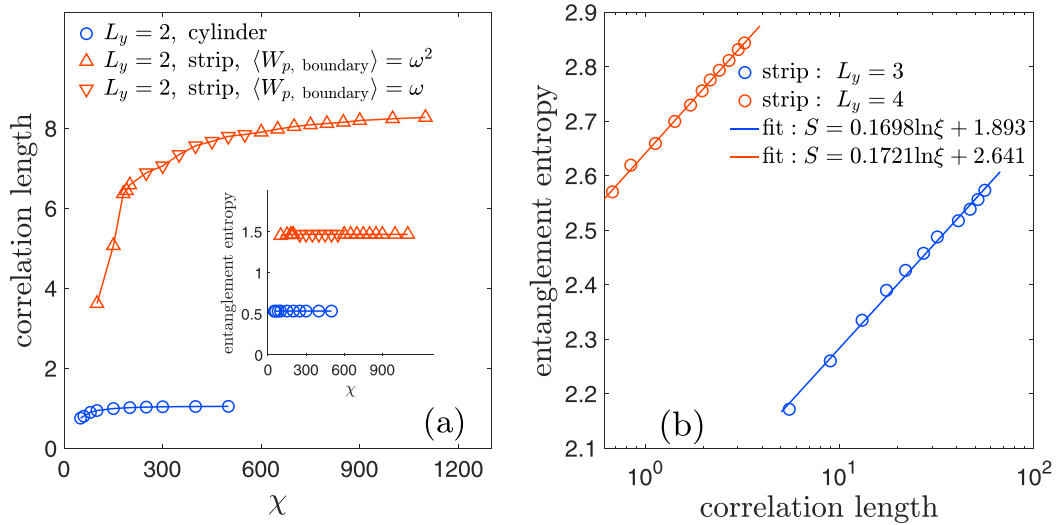 L_y = 2, cylinder
L_y = 2, strip, ⟨W_{p, boundary}⟩ = ω²
L_y = 2, strip, ⟨W_{p, boundary}⟩ = ω
correlation length
8
6
4
2
0
0 300 600 900 1200
χ
(a)
entanglement entropy
1.5
1
0.5
0
300 600 900
χ
entanglement entropy
2.9
2.8
2.7
2.6
2.5
2.4
2.3
2.2
2.1
strip : L_y = 3
strip : L_y = 4
fit : S = 0.1698lnξ + 1.893
fit : S = 0.1721lnξ + 2.641
(b)
10⁰ 10¹ 10²
correlation length